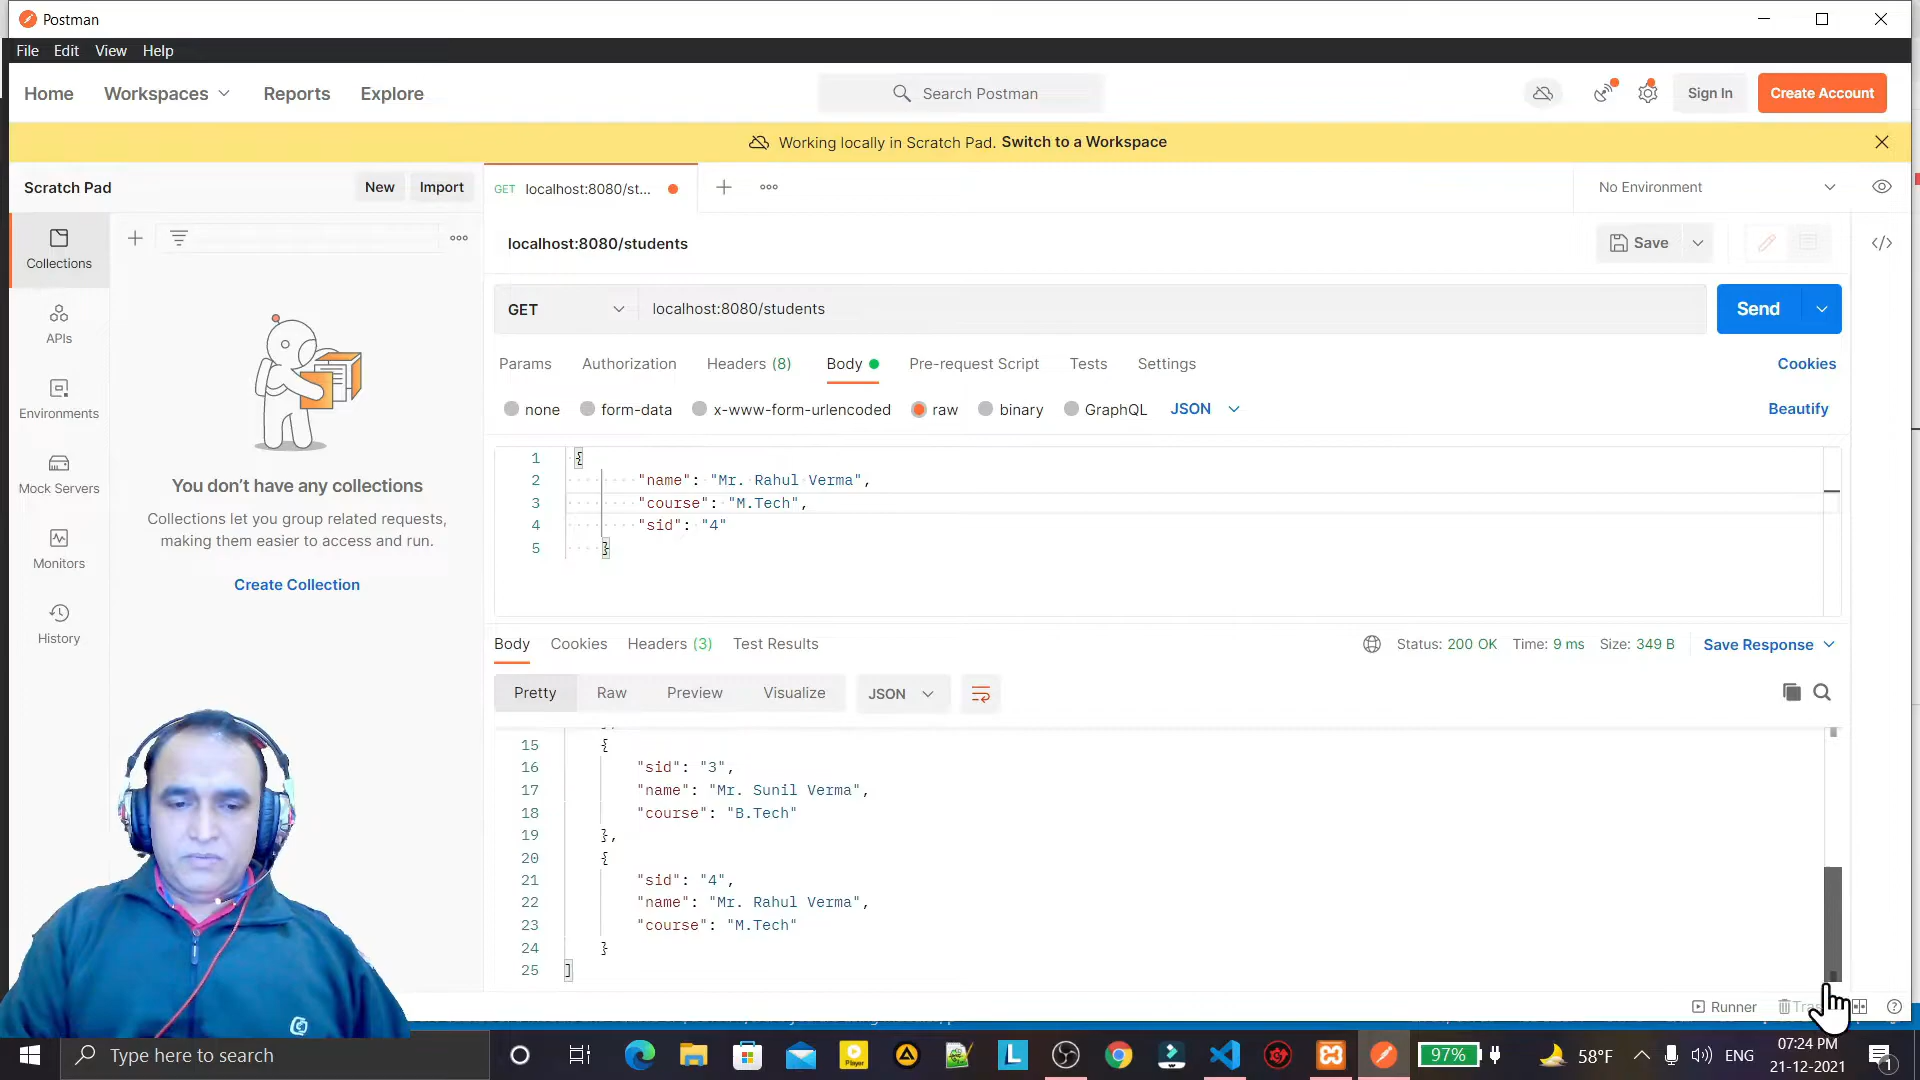 Postman
File Edit View Help
Home Workspaces Reports Explore
Search Postman
Sign In
Create Account
Working locally in Scratch Pad. Switch to a Workspace
Scratch Pad
New Import
GET localhost:8080/st...
No Environment
Collections
APIs
Environments
Mock Servers
Monitors
History
You don't have any collections
Collections let you group related requests,
making them easier to access and run.
Create Collection
localhost:8080/students
Save
GET localhost:8080/students
Send
Params Authorization Headers (8) Body Pre-request Script Tests Settings
Cookies
none form-data x-www-form-urlencoded raw binary GraphQL JSON
Beautify
1 {
2 "name": "Mr. Rahul Verma",
3 "course": "M.Tech",
4 "sid": "4"
5 }
Body Cookies Headers (3) Test Results
Status: 200 OK Time: 9 ms Size: 349 B Save Response
Pretty Raw Preview Visualize JSON
15 {
16 "sid": "3",
17 "name": "Mr. Sunil Verma",
18 "course": "B.Tech"
19 },
20 {
21 "sid": "4",
22 "name": "Mr. Rahul Verma",
23 "course": "M.Tech"
24 }
25 ]
Runner
Type here to search
Player
97%
58°F
ENG
07:24 PM
21-12-2021
1